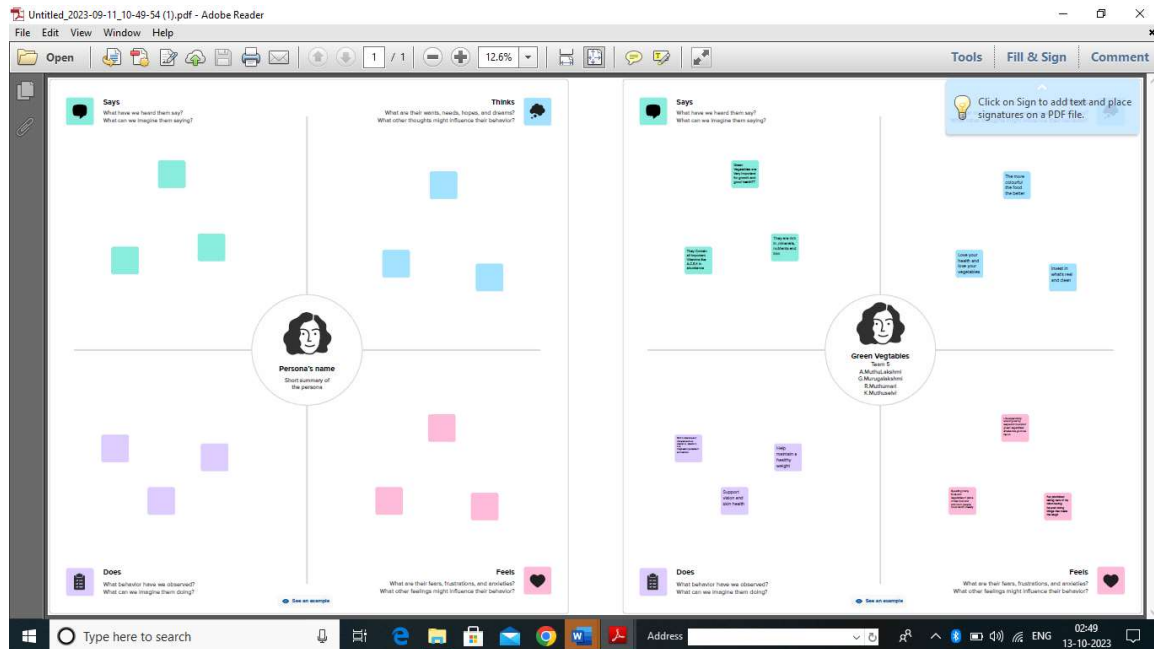 Untitled_2023-09-11_10-49-54 (1).pdf - Adobe Reader
File Edit View Window Help
Open
1 / 1
12.6%
Tools
Fill & Sign
Comment
Says
What have we heard them say?
What can we imagine them saying?
Thinks
What are their wants, needs, hopes, and dreams?
What other thoughts might influence their behavior?
Persona's name
Short summary
of the persona
Does
What behavior have we observed?
What can we imagine them doing?
Feels
What are their fears, frustrations, and anxieties?
What other feelings might influence their behavior?
See an example
Says
What have we heard them say?
What can we imagine them saying?
Click on Sign to add text and place
signatures on a PDF file.
Green
Vegetables are
Very important
for growth and
good health!!!
They are rich
in ,minerals,
nutrients and
The more
colourful
the food
the better
Love your
health and
love your
vegetables
Invest in
what's real
and clean
Green Vegtables
Team 5
A.MuthuLakshmi
G.Murugalakshmi
R.Muthumari
K.Muthuselvi
Help
maintain a
healthy
weight
Support
vision and
skin health
Does
What behavior have we observed?
What can we imagine them doing?
Feels
What are their fears, frustrations, and anxieties?
What other feelings might influence their behavior?
See an example
Type here to search
Address
ENG
02:49
13-10-2023